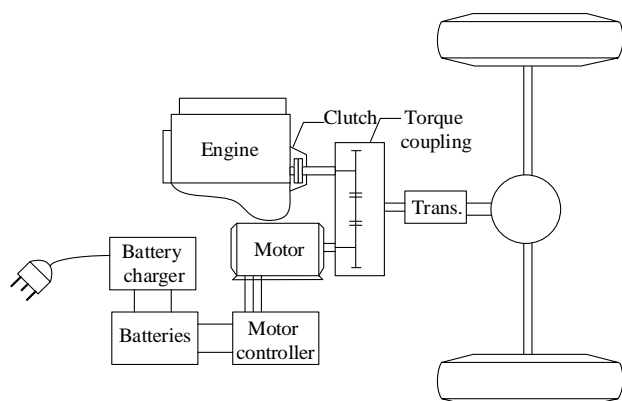 Clutch
Torque
coupling
Engine
Trans.
Motor
Battery
charger
Batteries
Motor
controller